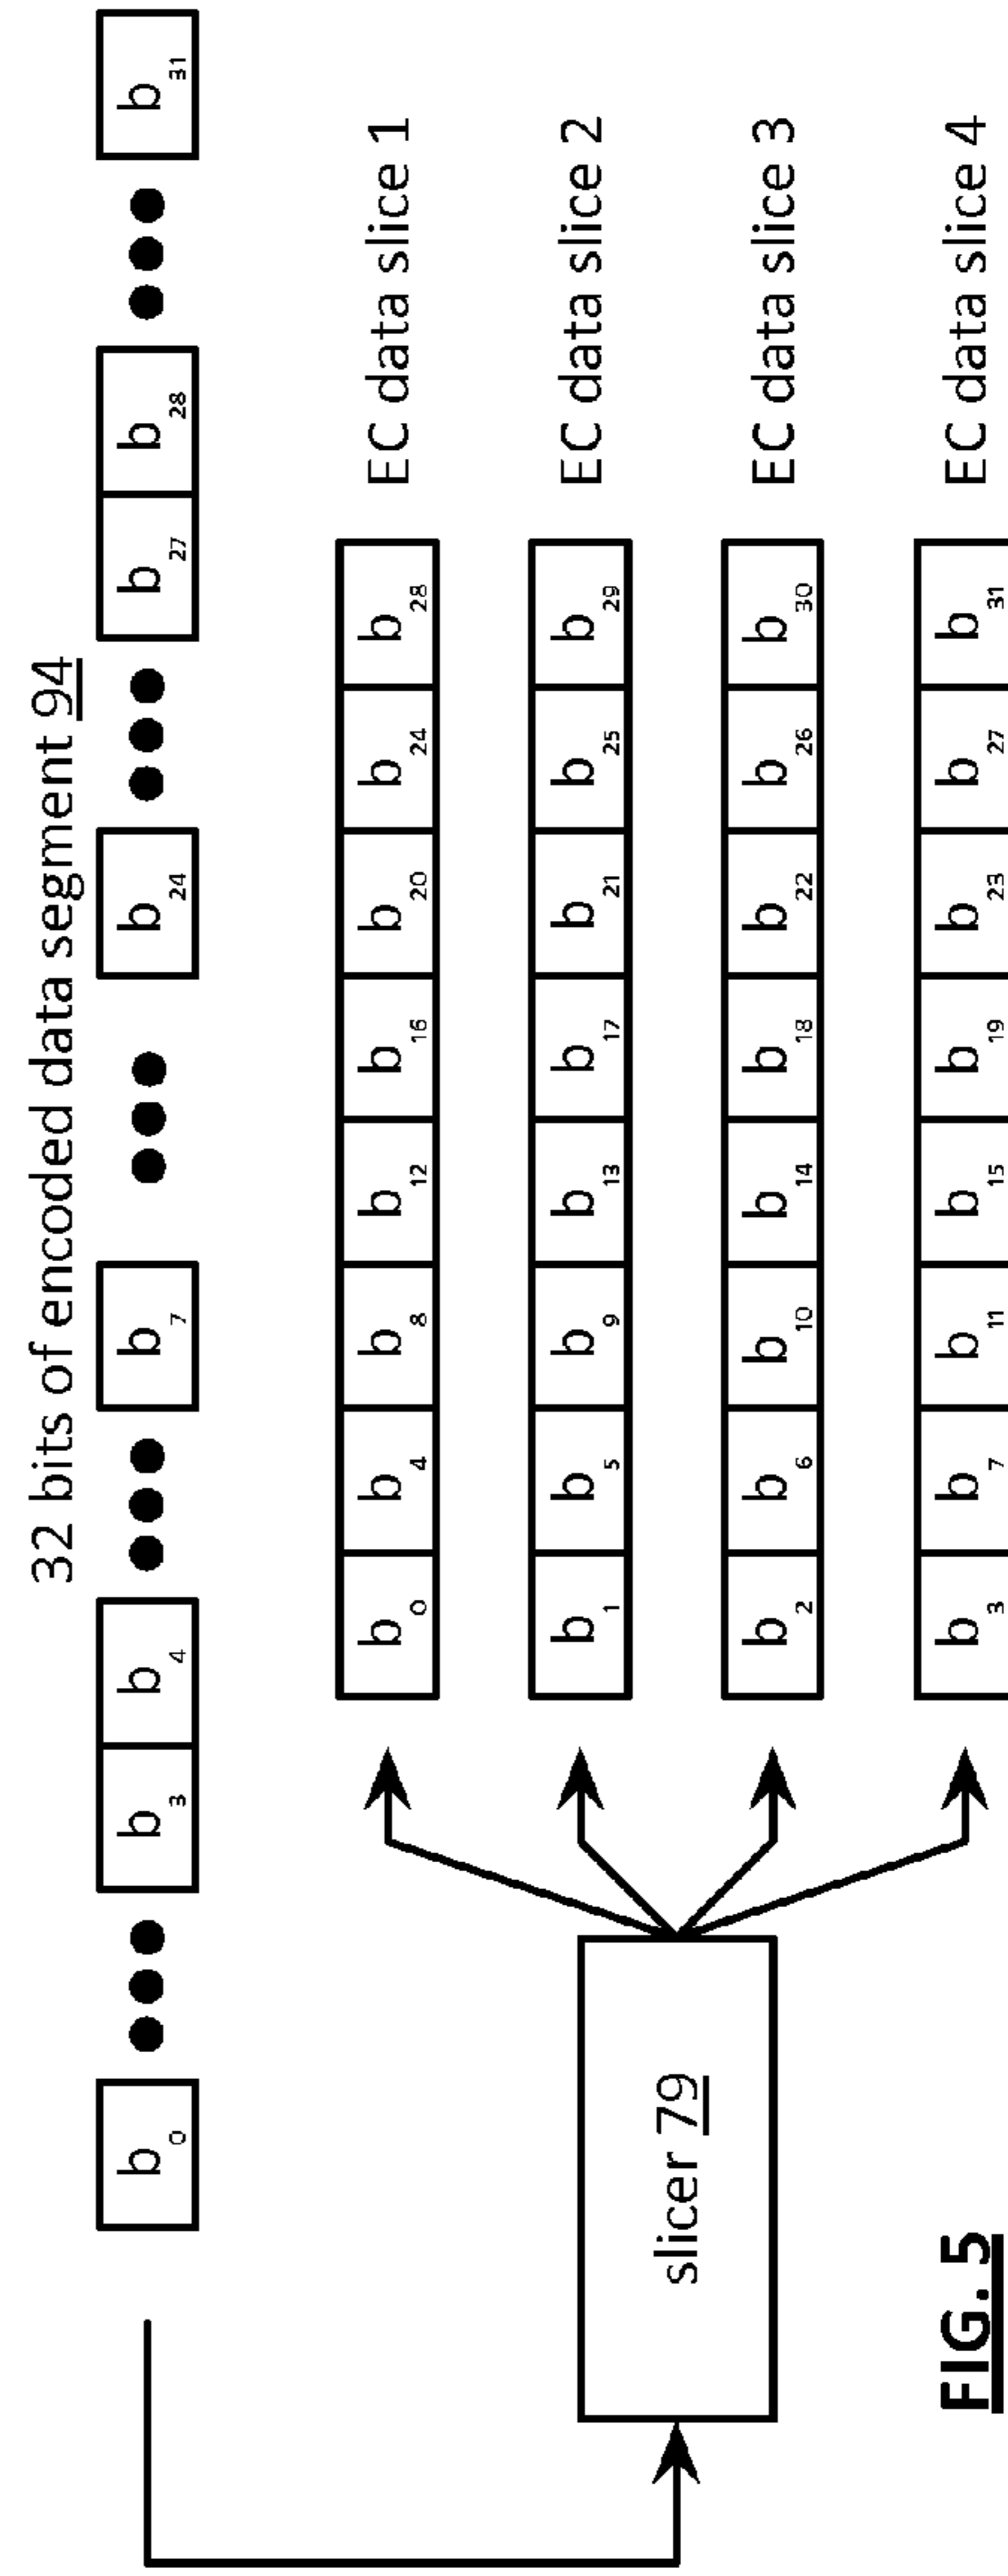 32 bits of encoded data segment 94
b0 ●●● b3 b4 ●●● b7 ●●● b24 ●●● b27 b28 ●●● b31
b0 b4 b8 b12 b16 b20 b24 b28 EC data slice 1
b1 b5 b9 b13 b17 b21 b25 b29 EC data slice 2
slicer 79
b2 b6 b10 b14 b18 b22 b26 b30 EC data slice 3
b3 b7 b11 b15 b19 b23 b27 b31 EC data slice 4
FIG. 5